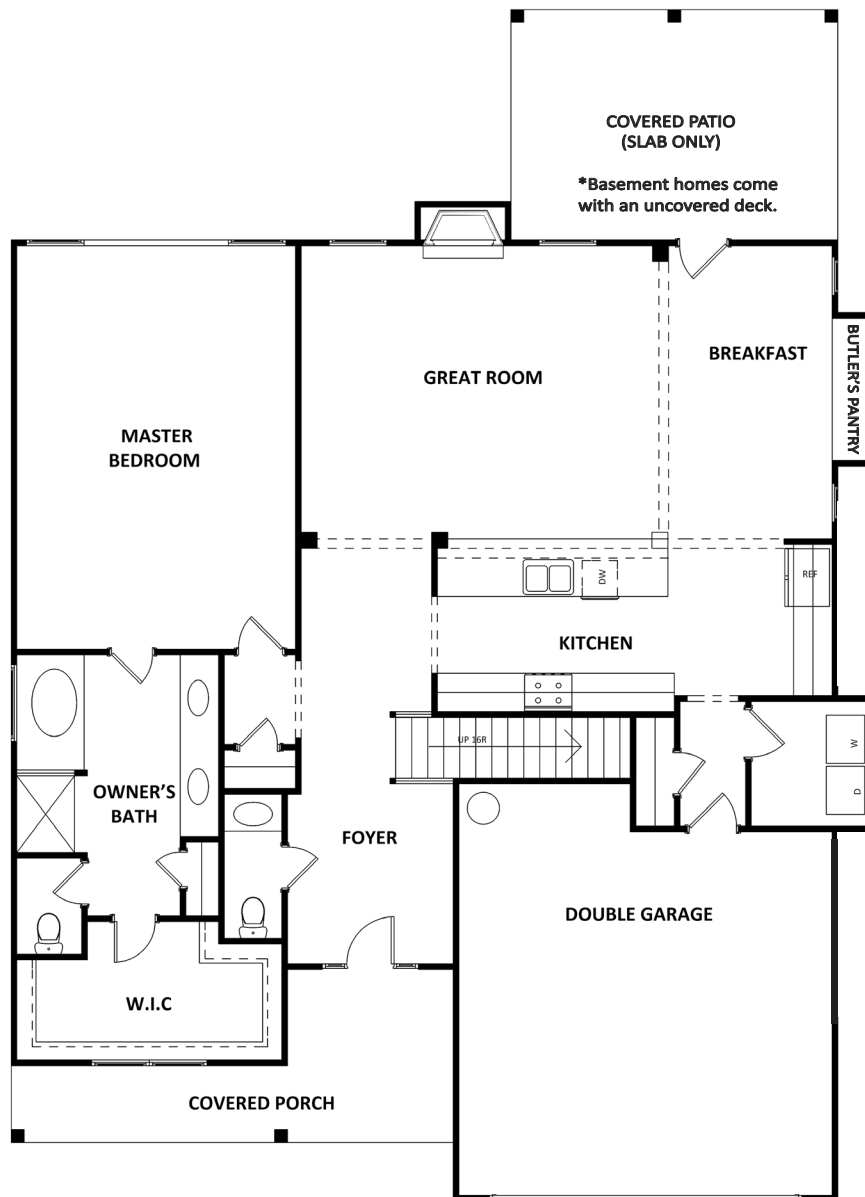 COVERED PATIO
(SLAB ONLY)
*Basement homes come
with an uncovered deck.
GREAT ROOM
BREAKFAST
BUTLER'S PANTRY
MASTER
BEDROOM
DW
REF
KITCHEN
UP 16R
W
D
OWNER'S
BATH
FOYER
DOUBLE GARAGE
W.I.C
COVERED PORCH